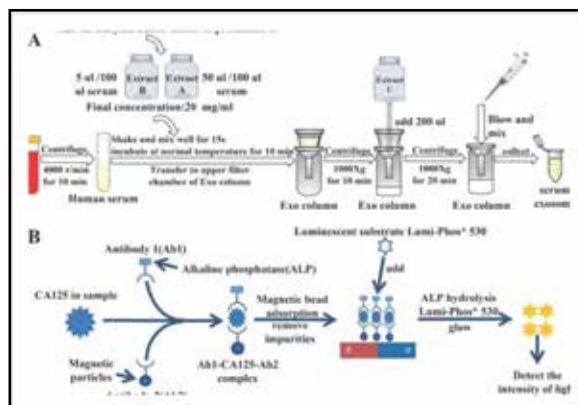 A
5 ul /100
ul serum
Extract
B
Extract
A
50 ul /100 ul
serum
Final concentration:20 mg/ml
Extract
C
add 200 ul
Blow and
mix
Centrifuge
4000 r/min
for 10 min
Shake and mix well for 15s
incubate at normal temperature for 10 min
Transfer to upper filter
chamber of Exo column
Centrifuge
1000Xg
for 10 min
Centrifuge
1000Xg
for 20 min
collect
Human serum
Exo column
Exo column
Exo column
serum
exosom
B
Luminescent substrate Lumi-Phos* 530
Antibody 1(Ab1)
Alkaline phosphatase(ALP)
add
CA125 in sample
Magnetic bead
adsorption
remove
impurities
ALP hydrolysis
Lumi-Phos* 530
glow
Magnetic
particles
Ab1-CA125-Ab2
complex
Detect the
intensity of